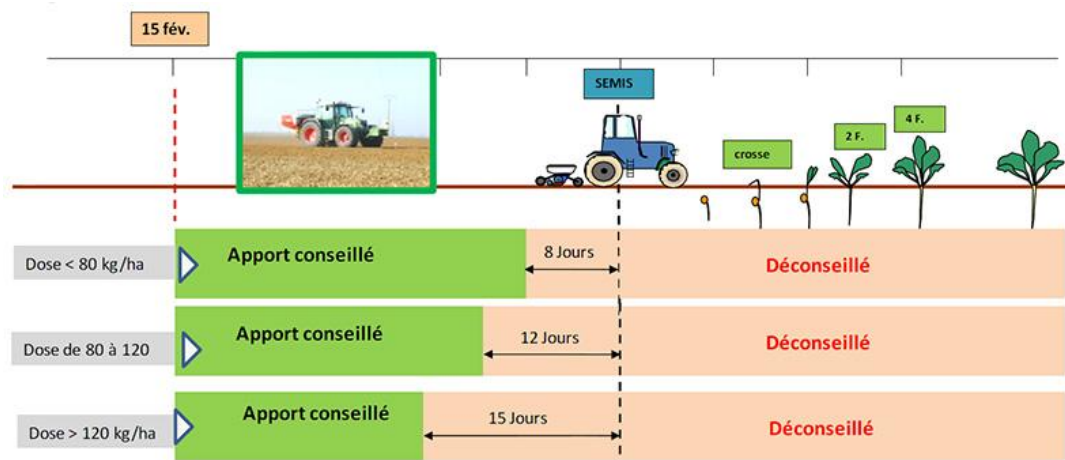 15 fév.
SEMIS
crosse
2 F.
4 F.
Dose < 80 kg/ha
Apport conseillé
8 Jours
Déconseillé
Dose de 80 à 120
Apport conseillé
12 Jours
Déconseillé
Dose > 120 kg/ha
Apport conseillé
15 Jours
Déconseillé